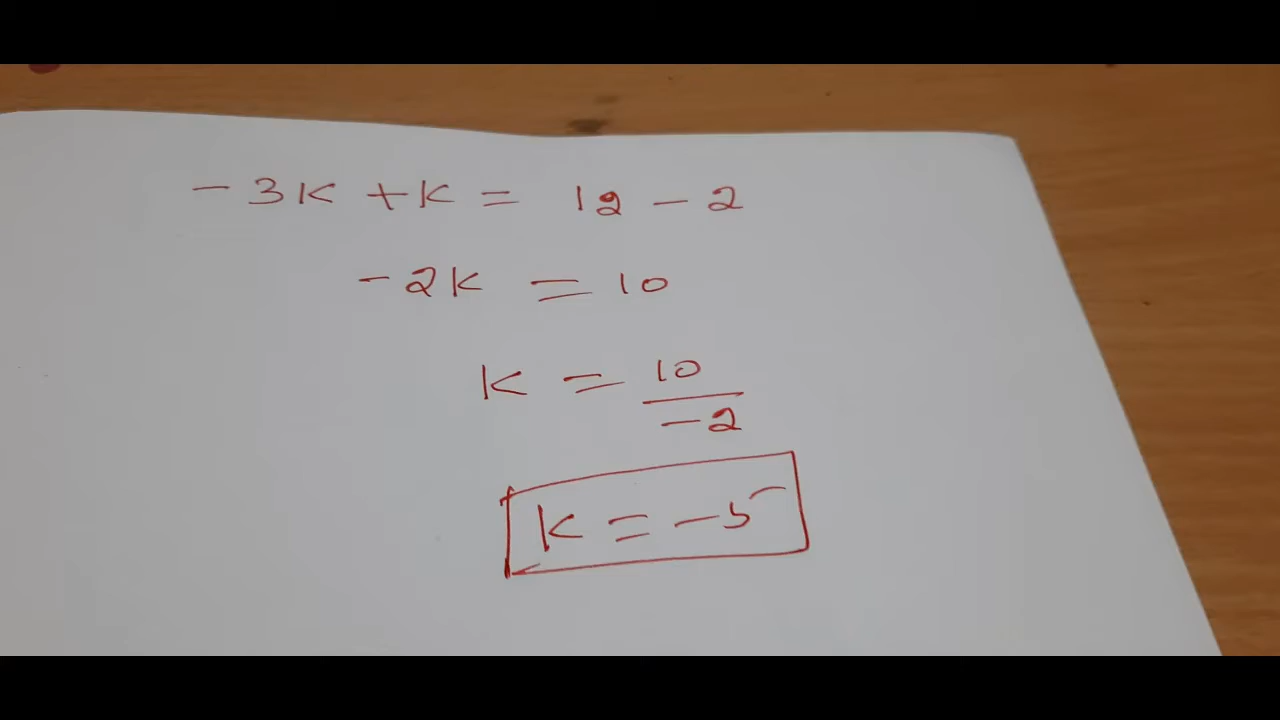 -3K +K = 12 - 2
-2K = 10
K = 10/-2
K = -5